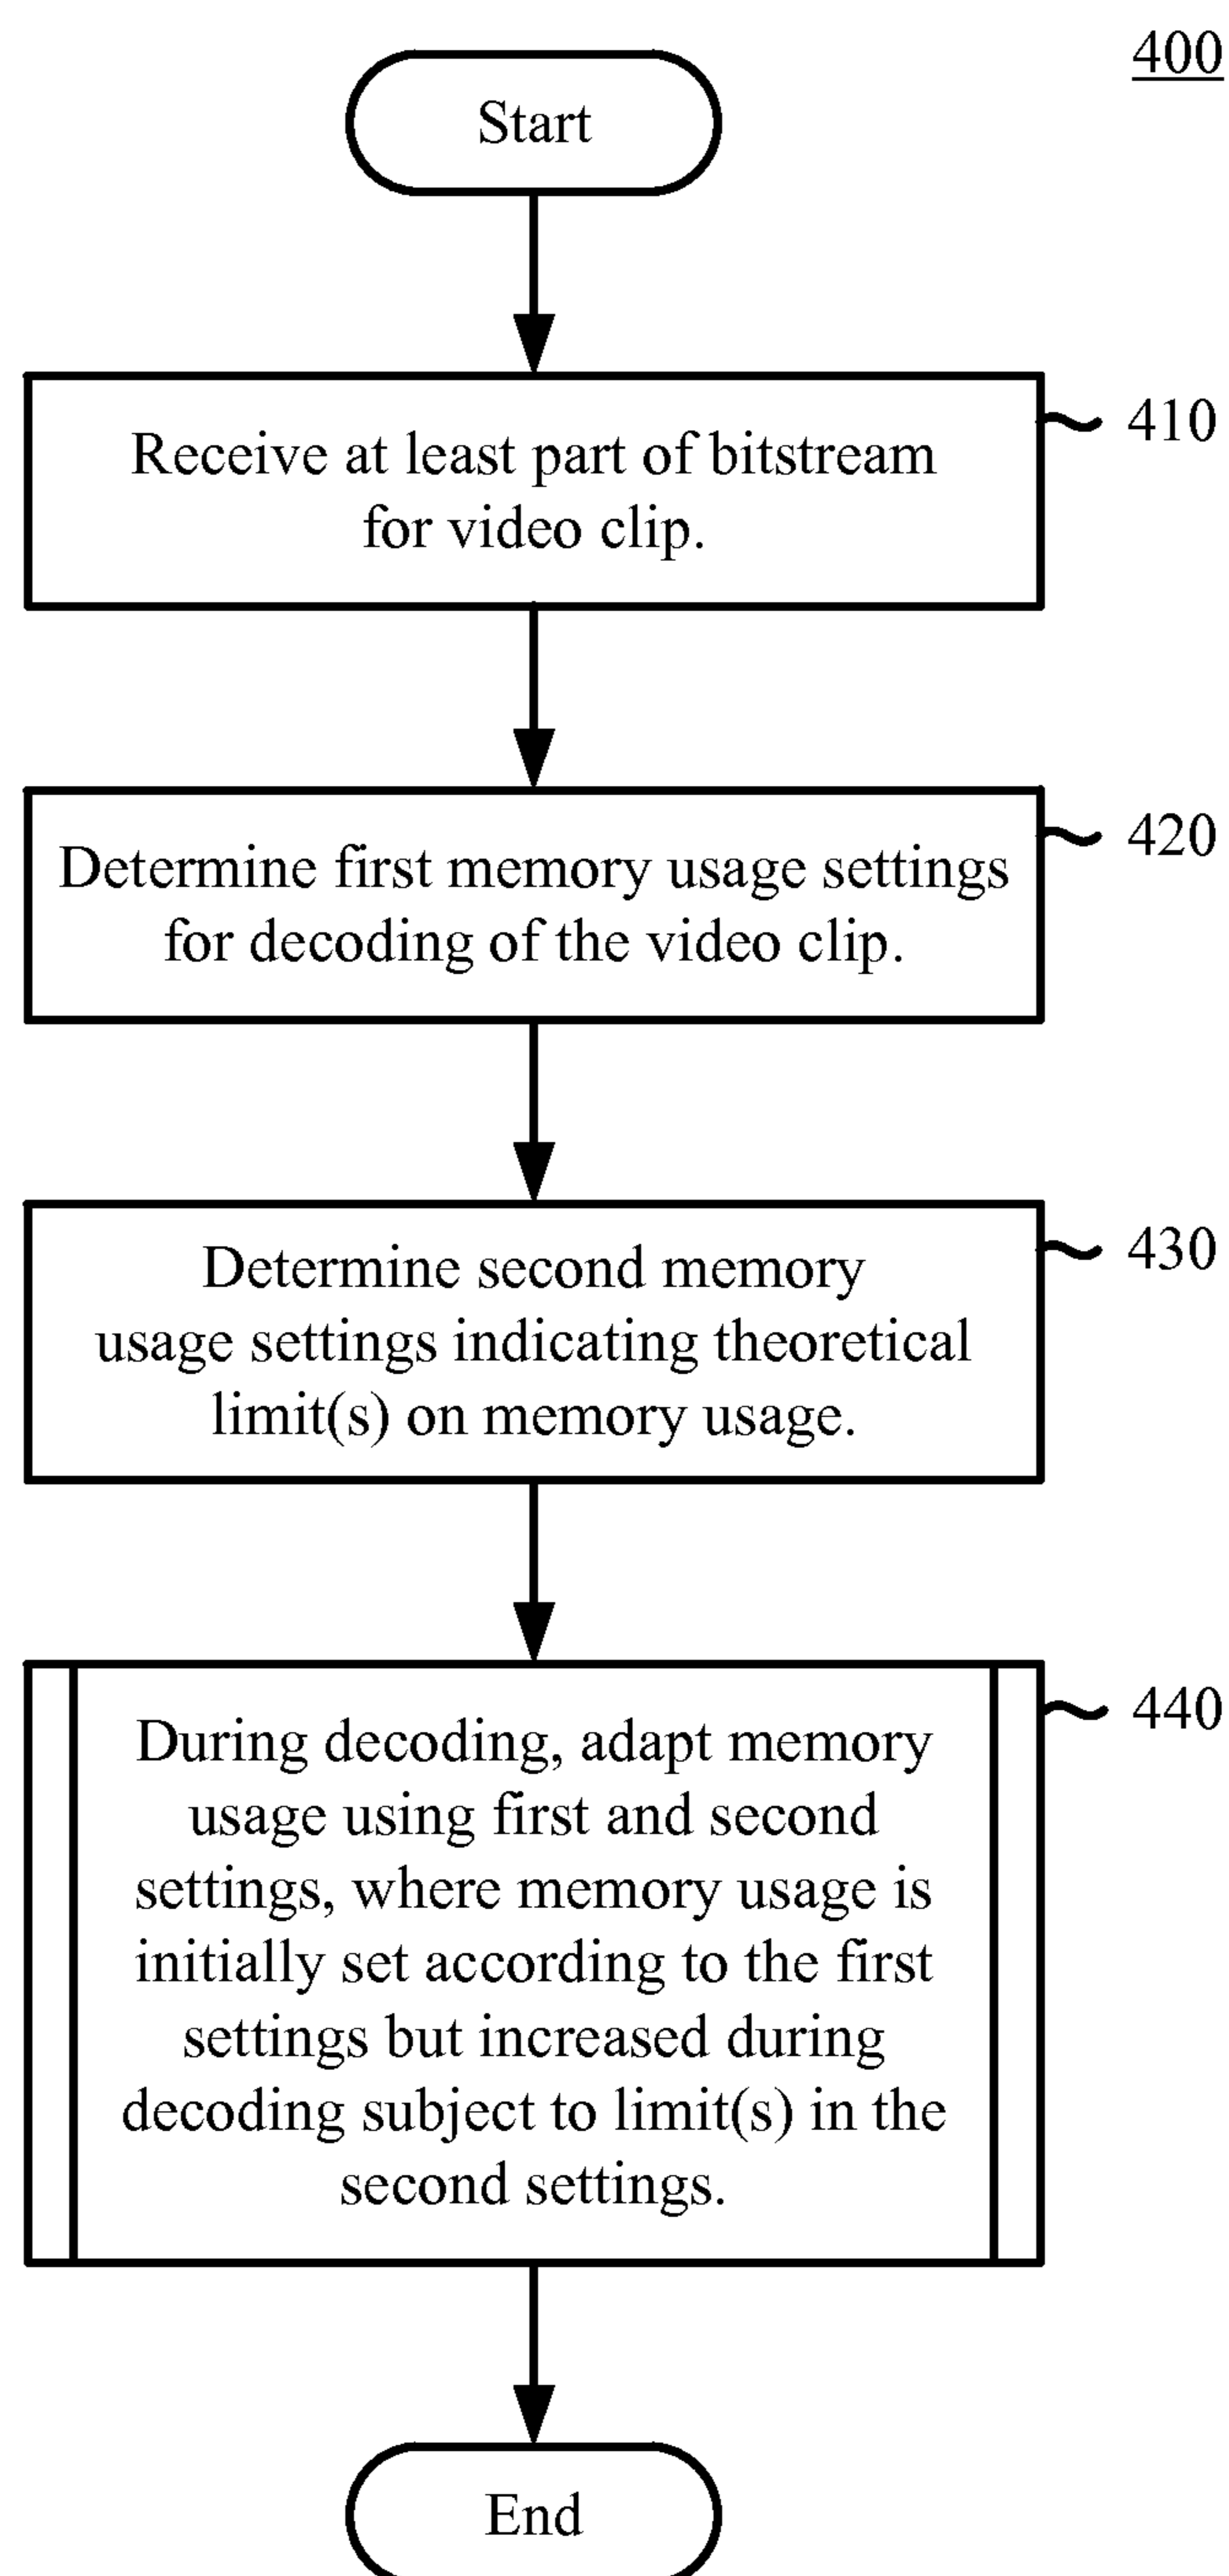 400
Start
Receive at least part of bitstream
for video clip.
410
Determine first memory usage settings
for decoding of the video clip.
420
Determine second memory
usage settings indicating theoretical
limit(s) on memory usage.
430
During decoding, adapt memory
usage using first and second
settings, where memory usage is
initially set according to the first
settings but increased during
decoding subject to limit(s) in the
second settings.
440
End